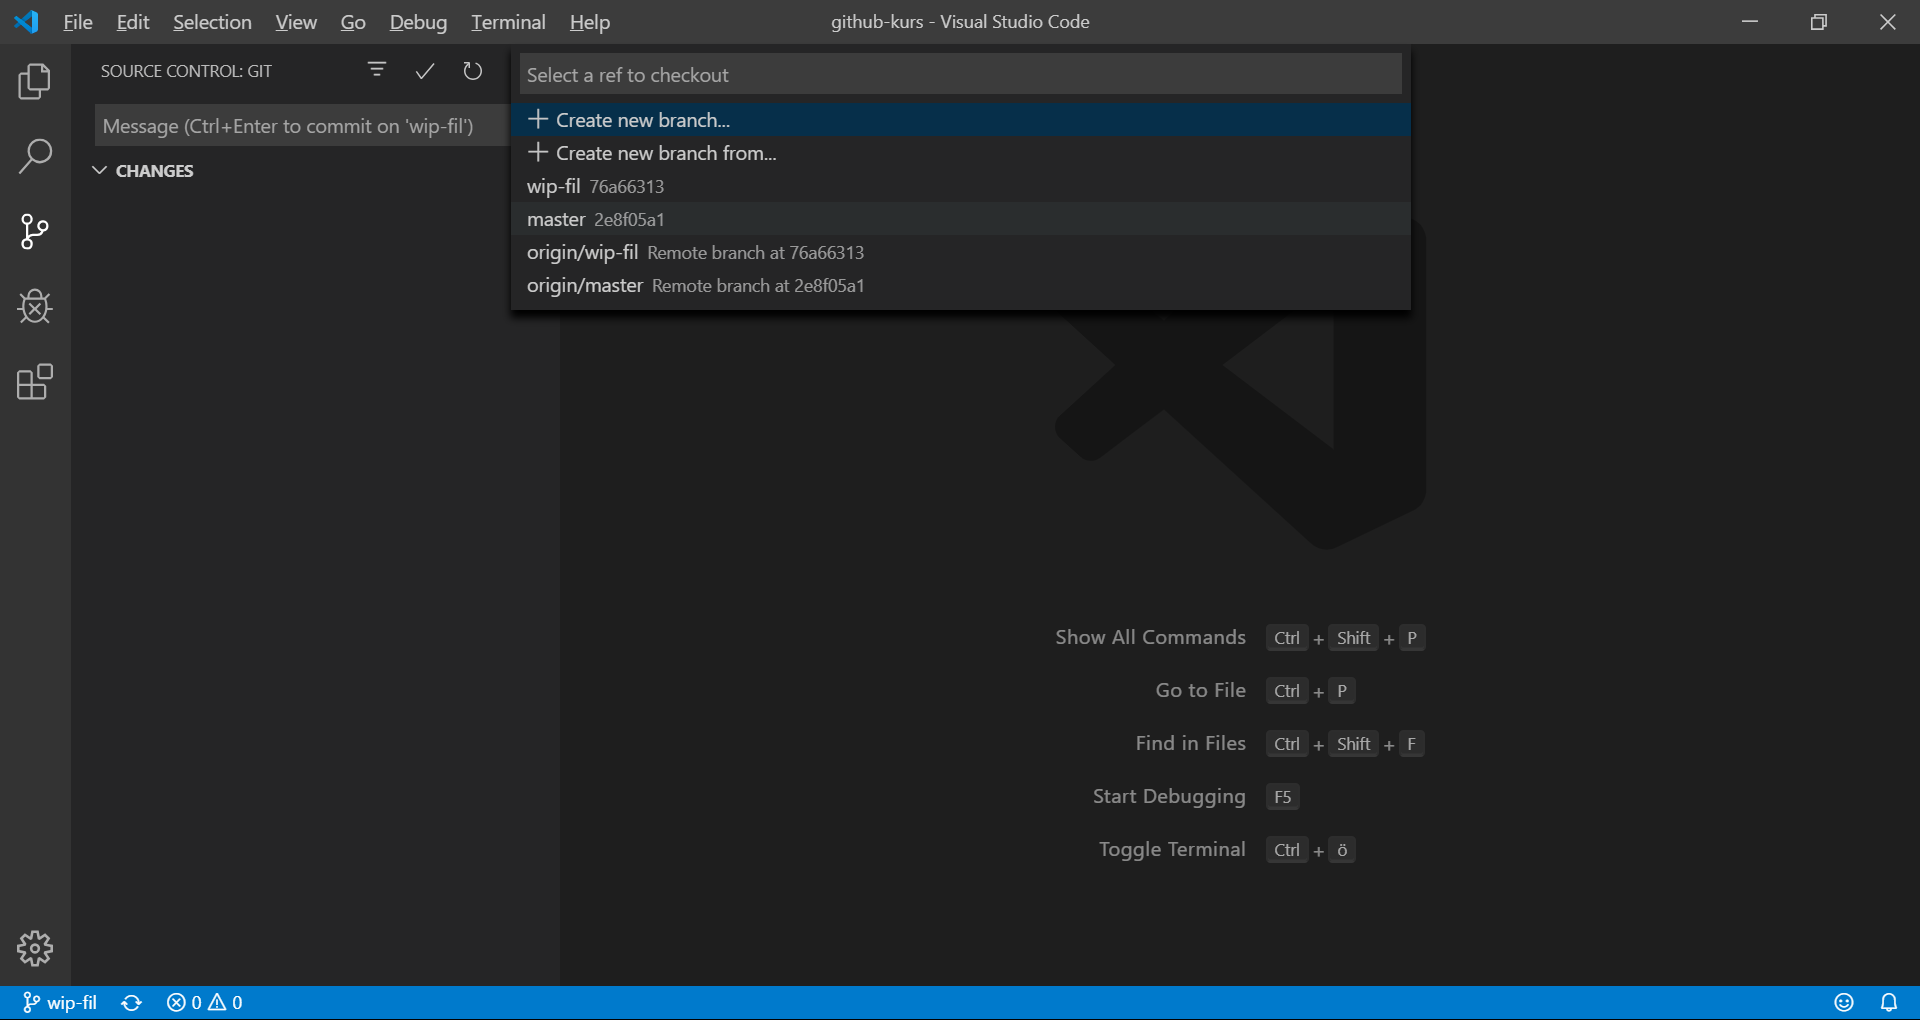 File Edit Selection View Go Debug Terminal Help github-kurs - Visual Studio Code
SOURCE CONTROL: GIT
Message (Ctrl+Enter to commit on 'wip-fil')
CHANGES
Select a ref to checkout
Create new branch...
Create new branch from...
wip-fil 76a66313
master 2e8f05a1
origin/wip-fil Remote branch at 76a66313
origin/master Remote branch at 2e8f05a1
Show All Commands Ctrl + Shift + P
Go to File Ctrl + P
Find in Files Ctrl + Shift + F
Start Debugging F5
Toggle Terminal Ctrl + ö
wip-fil 0 0